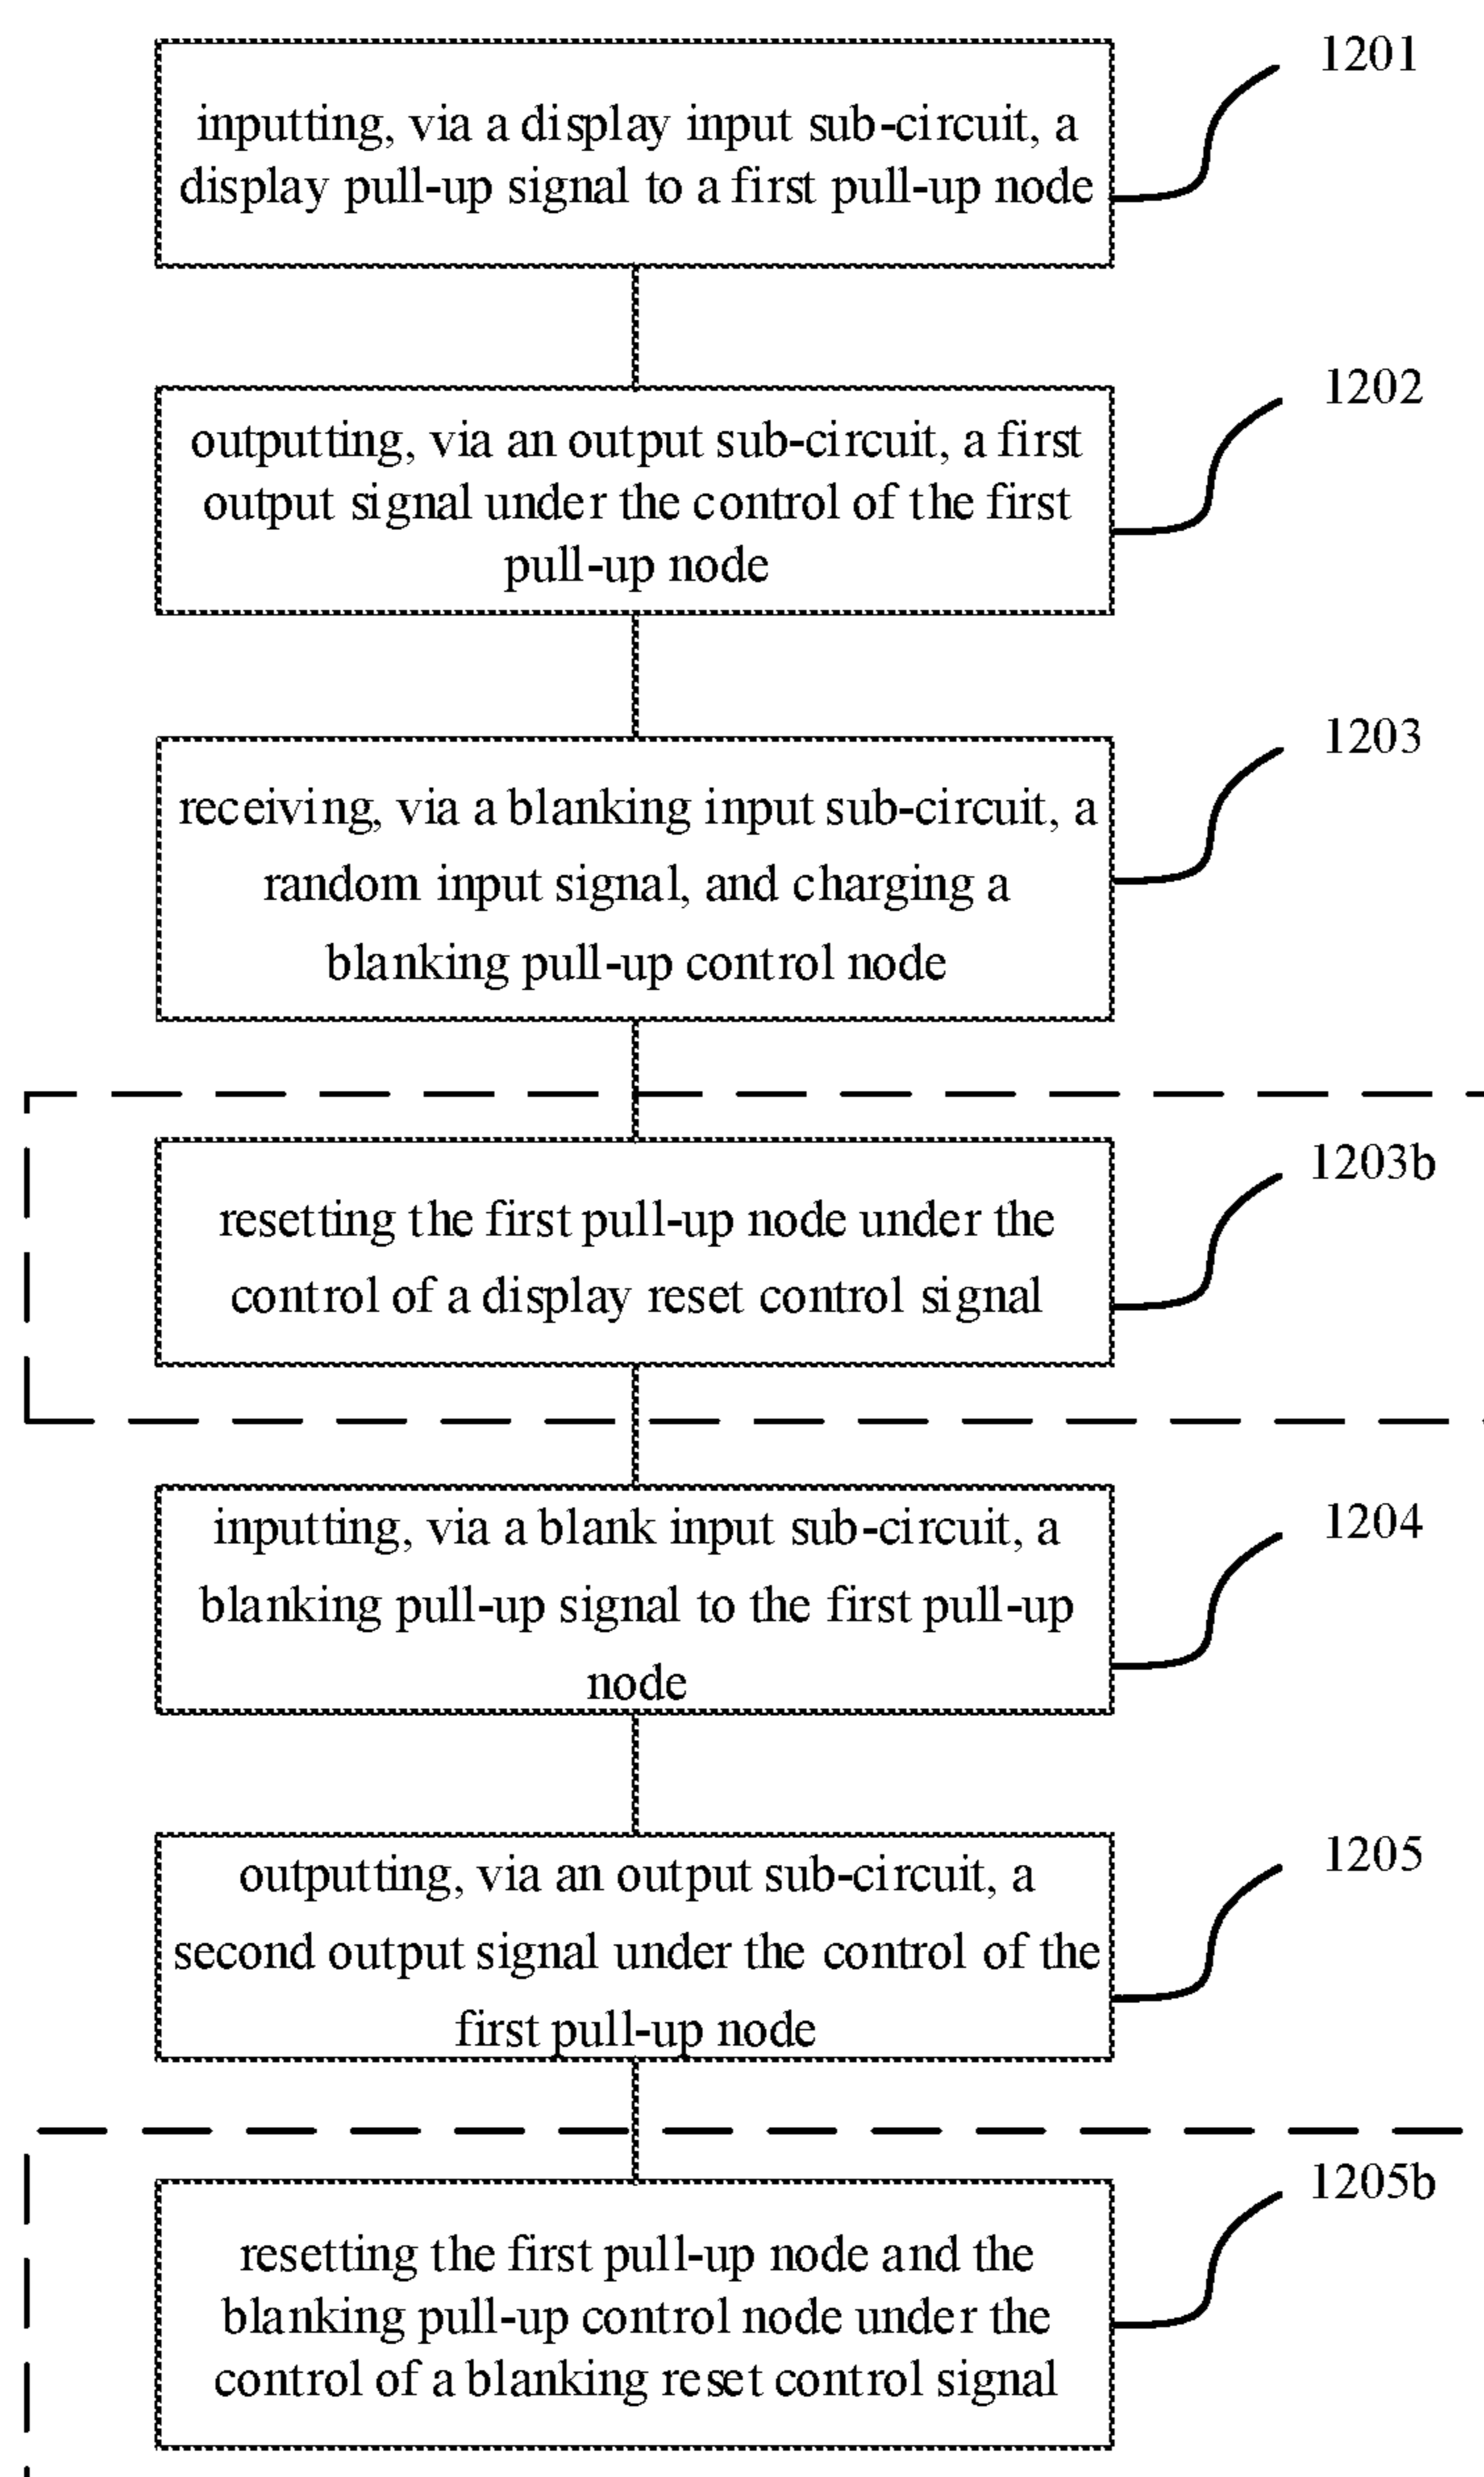 1201
inputting, via a display input sub-circuit, a
display pull-up signal to a first pull-up node
1202
outputting, via an output sub-circuit, a first
output signal under the control of the first
pull-up node
1203
receiving, via a blanking input sub-circuit, a
random input signal, and charging a
blanking pull-up control node
1203b
resetting the first pull-up node under the
control of a display reset control signal
1204
inputting, via a blank input sub-circuit, a
blanking pull-up signal to the first pull-up
node
1205
outputting, via an output sub-circuit, a
second output signal under the control of the
first pull-up node
1205b
resetting the first pull-up node and the
blanking pull-up control node under the
control of a blanking reset control signal